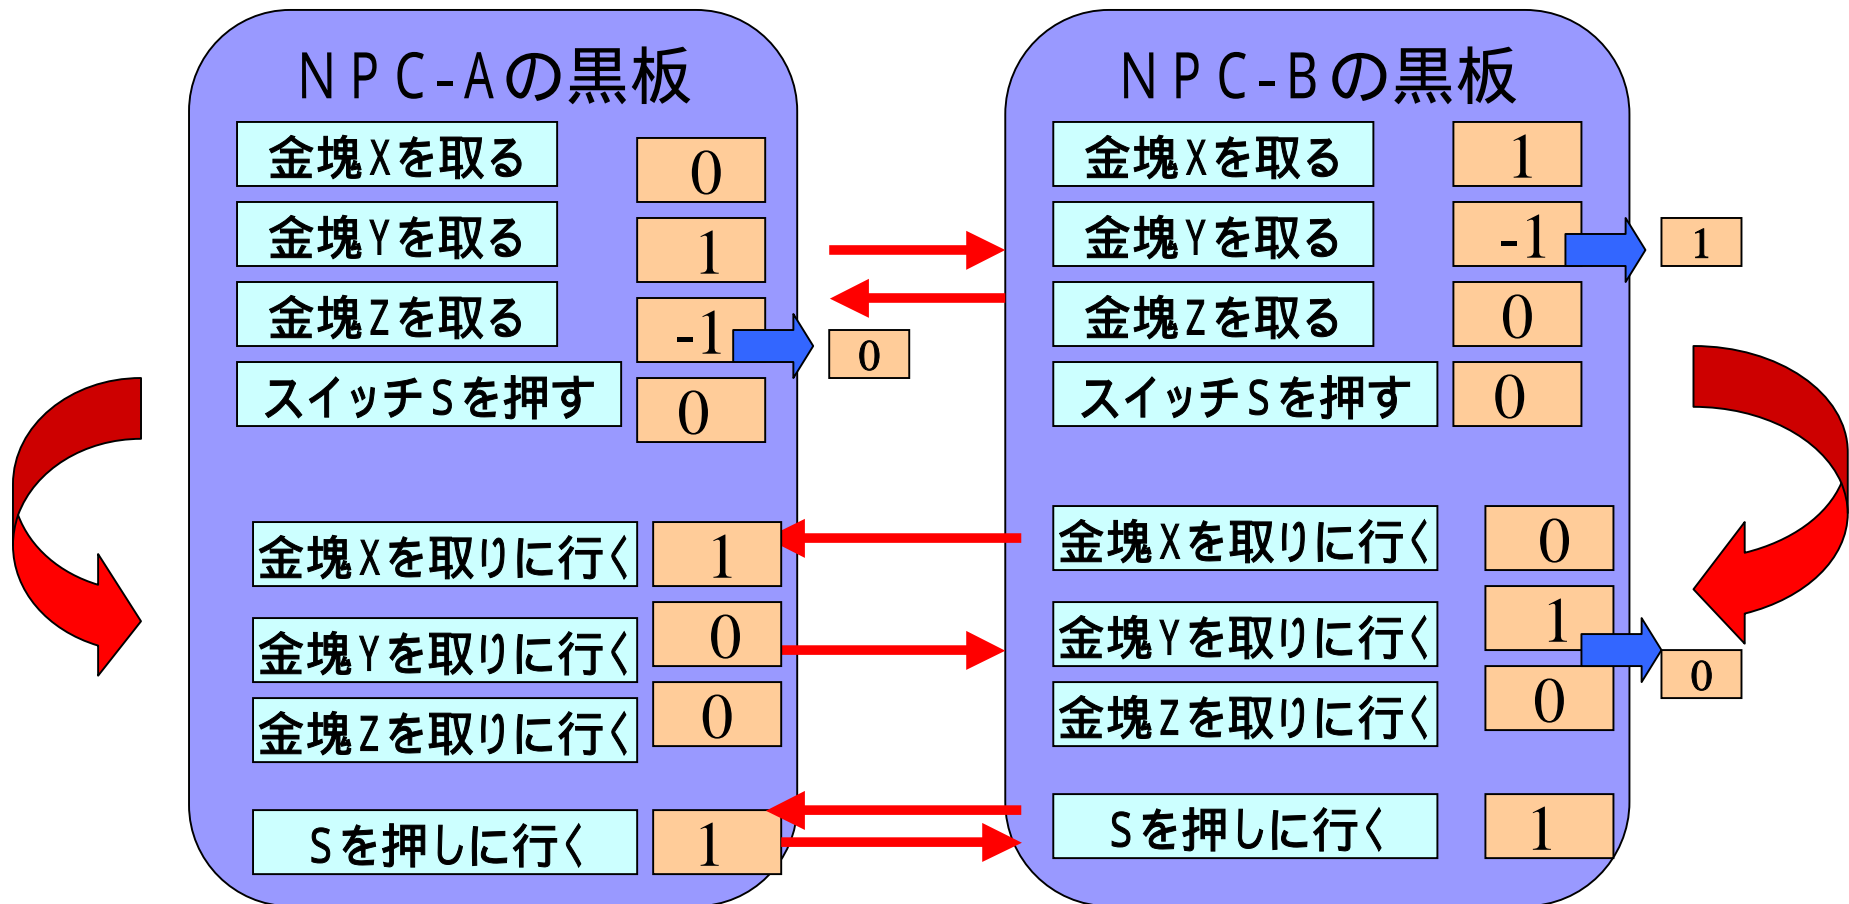 NPC-Aの黒板
金塊Xを取る 0
金塊Yを取る 1
金塊Zを取る -1 0
スイッチSを押す 0
金塊Xを取りに行く 1
金塊Yを取りに行く 0
金塊Zを取りに行く 0
Sを押しに行く 1
NPC-Bの黒板
金塊Xを取る 1
金塊Yを取る -1 1
金塊Zを取る 0
スイッチSを押す 0
金塊Xを取りに行く 0
金塊Yを取りに行く 1 0
金塊Zを取りに行く 0
Sを押しに行く 1